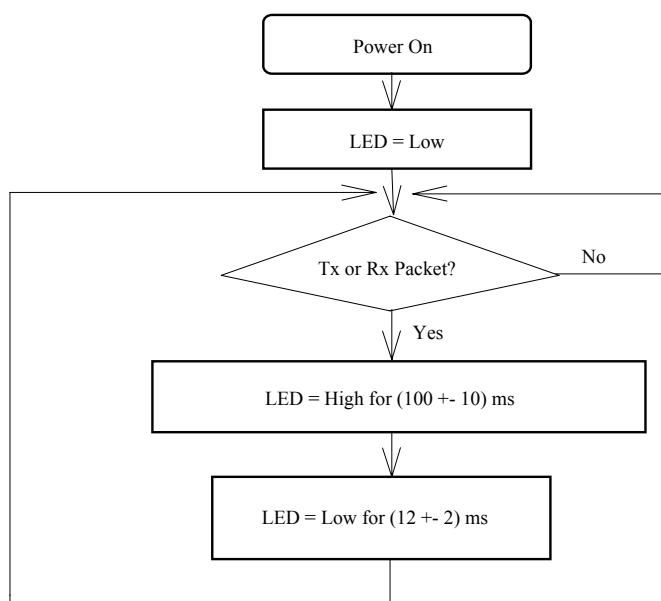 Power On
LED = Low
Tx or Rx Packet?
No
Yes
LED = High for (100 +- 10) ms
LED = Low for (12 +- 2) ms